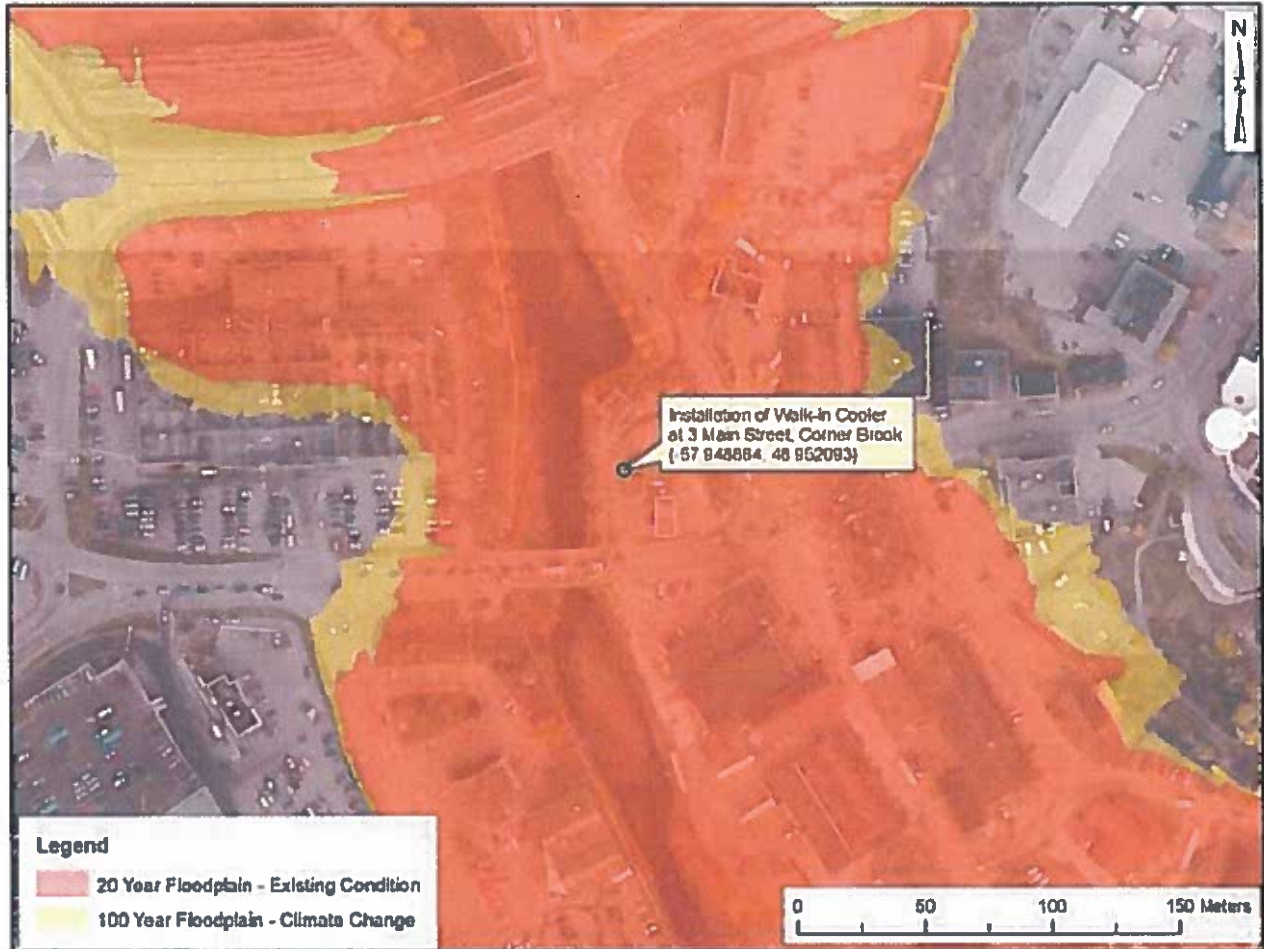 N
Installation of Walk-in Cooler
at 3 Main Street, Corner Brook
(-57.948864, 48.952093)
Legend
20 Year Floodplain - Existing Condition
100 Year Floodplain - Climate Change
0 50 100 150 Meters